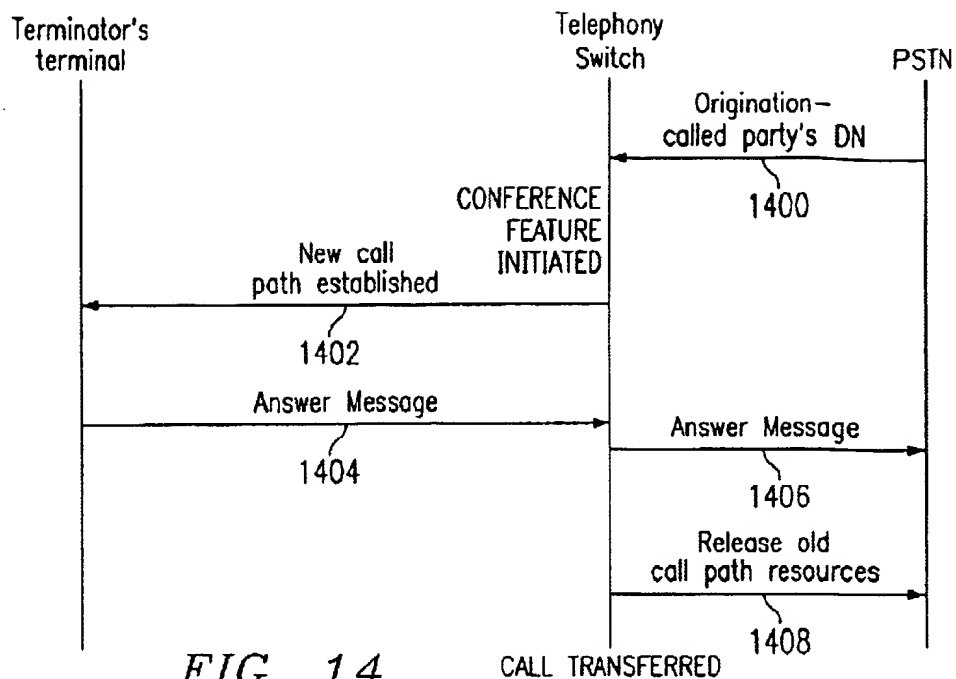 Terminator's
terminal
Telephony
Switch
PSTN
Origination–
called party's DN
1400
CONFERENCE
FEATURE
INITIATED
New call
path established
1402
Answer Message
1404
Answer Message
1406
Release old
call path resources
1408
FIG. 14
CALL TRANSFERRED